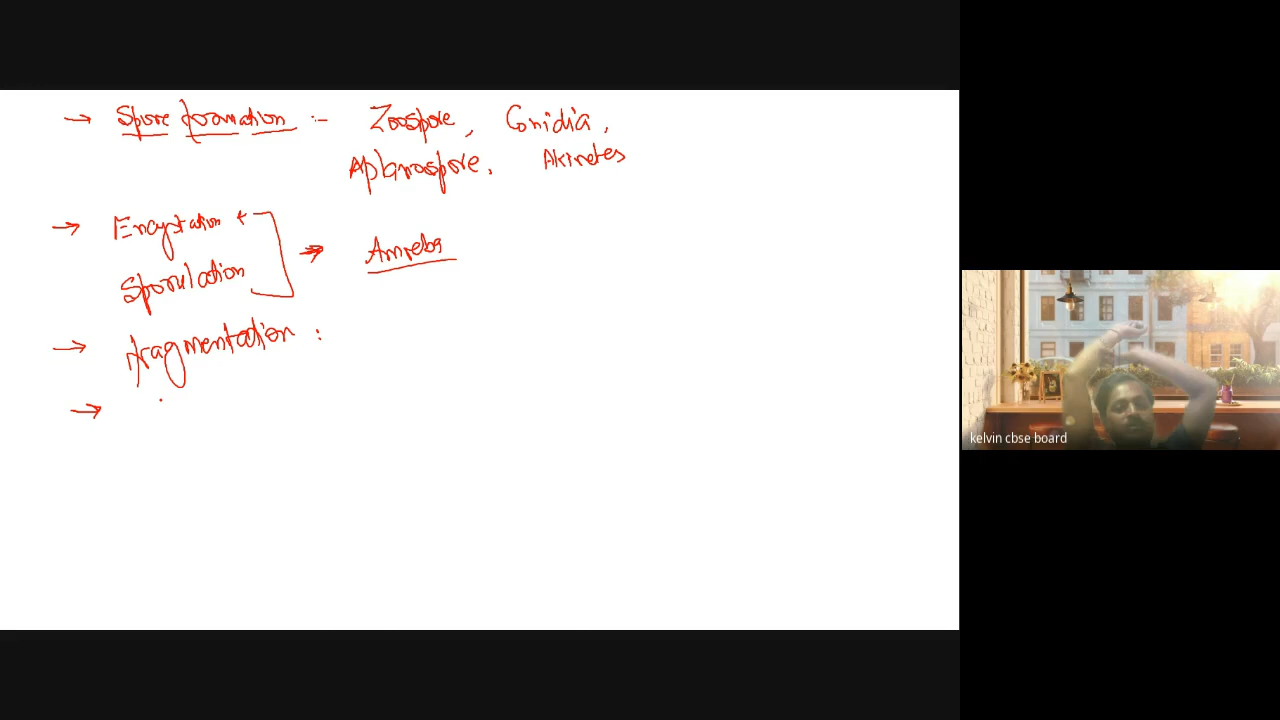 → Spore formation :- Zoospore, Conidia,
Aplanospore, Akinetes
→ Encystation +
Sporulation → Amoeba
→ fragmentation :
→
kelvin cbse board